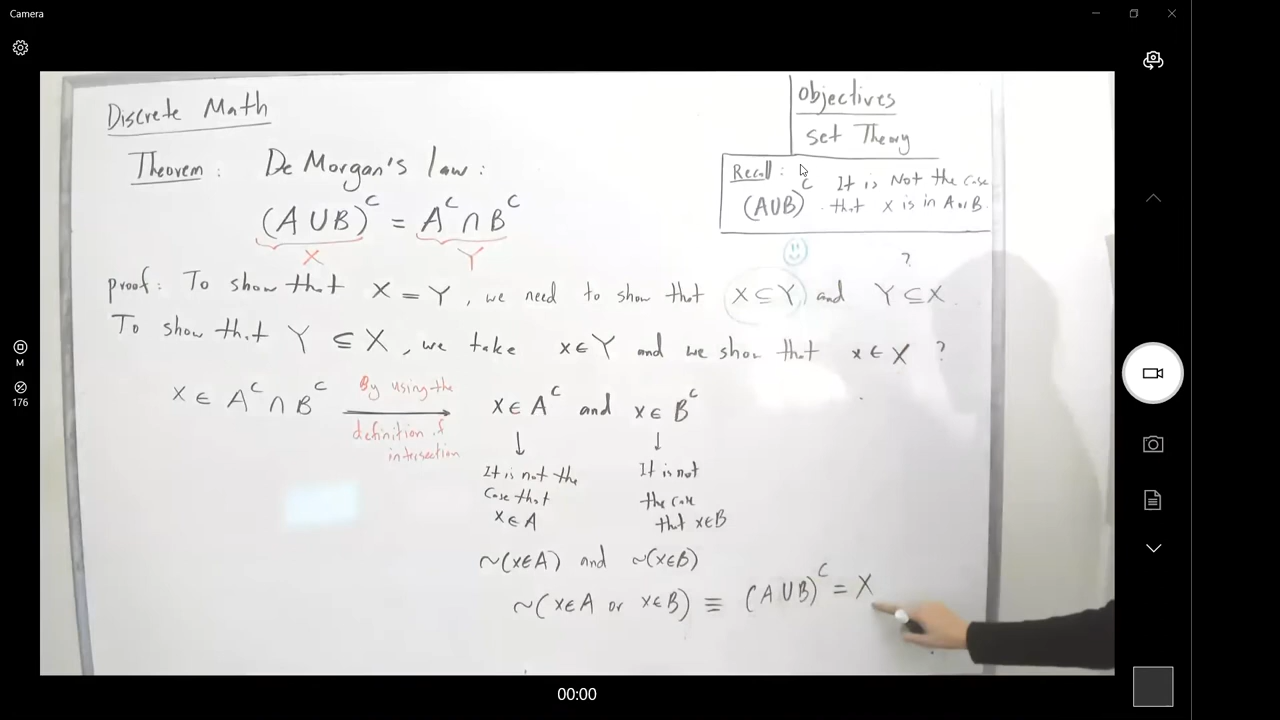 Camera
Discrete Math
Objectives
Set Theory
Theorem: De Morgan's law:
Recall:
(A∪B)^C It is Not the case
that x is in A or B.
(A ∪ B)^C = A^C ∩ B^C
X Y
?
proof: To show that X = Y, we need to show that X ⊆ Y and Y ⊆ X.
To show that Y ⊆ X, we take x ∈ Y and we show that x ∈ X ?
x ∈ A^C ∩ B^C By using the definition of intersection x ∈ A^C and x ∈ B^C
↓ ↓
It is not the It is not
case that the case
x ∈ A that x∈B
~(x∈A) and ~(x∈B)
~(x∈A or x∈B) ≡ (A ∪ B)^C = X
M
176
00:00